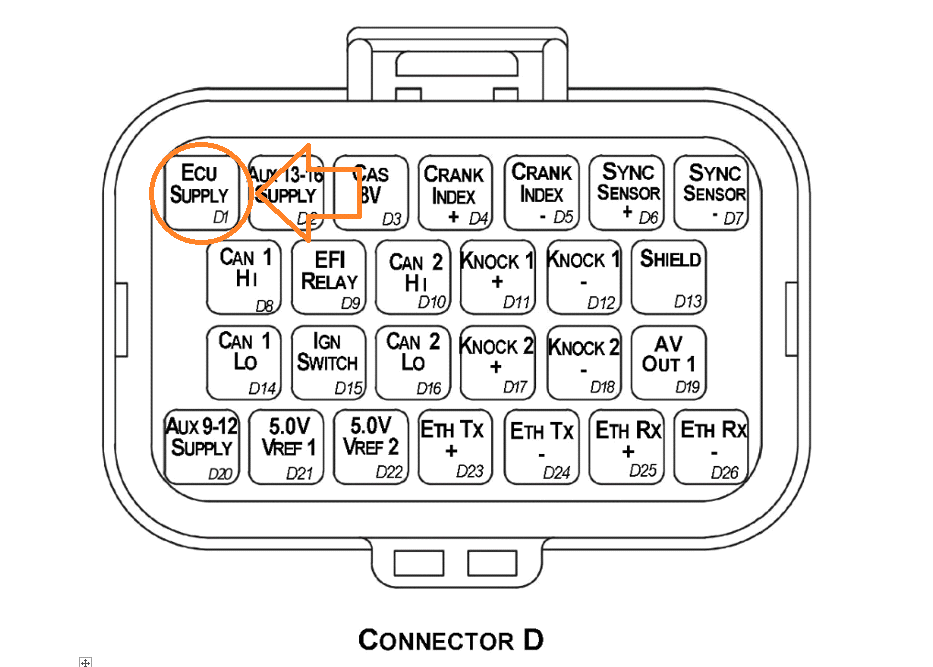 ECU SUPPLY D1
AUX 13-16 SUPPLY D2
CAS 8V D3
CRANK INDEX + D4
CRANK INDEX - D5
SYNC SENSOR + D6
SYNC SENSOR - D7
CAN 1 HI D8
EFI RELAY D9
CAN 2 HI D10
KNOCK 1 + D11
KNOCK 1 - D12
SHIELD D13
CAN 1 LO D14
IGN SWITCH D15
CAN 2 LO D16
KNOCK 2 + D17
KNOCK 2 - D18
AV OUT 1 D19
AUX 9-12 SUPPLY D20
5.0V VREF 1 D21
5.0V VREF 2 D22
ETH TX + D23
ETH TX - D24
ETH RX + D25
ETH RX - D26
CONNECTOR D